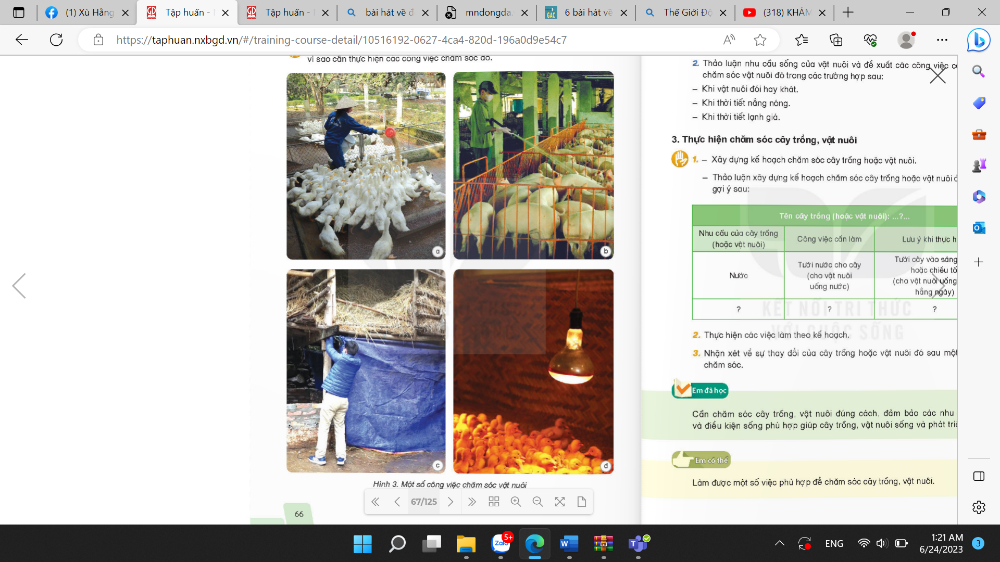 (1) Xù Hằng
Tập huấn -
Tập huấn -
bài hát về đ
mndongda.
6 bài hát về
Thế Giới Độ
(318) KHÁM
https://taphuan.nxbgd.vn/#/training-course-detail/10516192-0627-4ca4-820d-196a0d9e54c7
vì sao cần thực hiện các công việc chăm sóc đó.
a
b
c
d
Hình 3. Một số công việc chăm sóc vật nuôi
66
67/125
2. Thảo luận nhu cầu sống của vật nuôi và đề xuất các công việc
chăm sóc vật nuôi đó trong các trường hợp sau:
– Khi vật nuôi đói hay khát.
– Khi thời tiết nắng nóng.
– Khi thời tiết lạnh giá.
3. Thực hiện chăm sóc cây trồng, vật nuôi
1. – Xây dựng kế hoạch chăm sóc cây trồng hoặc vật nuôi.
– Thảo luận xây dựng kế hoạch chăm sóc cây trồng hoặc vật nuôi
gợi ý sau:
Tên cây trồng (hoặc vật nuôi): ...?...
Nhu cầu của cây trồng
(hoặc vật nuôi)
Công việc cần làm
Lưu ý khi thực h
Nước
Tưới nước cho cây
(cho vật nuôi
uống nước)
Tưới cây vào sáng
hoặc chiều tố
(cho vật nuôi uống
hằng ngày)
?
?
?
KẾT NỐI TRI THỨC
VỚI CUỘC SỐNG
2. Thực hiện các việc làm theo kế hoạch.
3. Nhận xét về sự thay đổi của cây trồng hoặc vật nuôi đó sau một
chăm sóc.
Em đã học
Cần chăm sóc cây trồng, vật nuôi đúng cách, đảm bảo các nhu
và điều kiện sống phù hợp giúp cây trồng, vật nuôi sống và phát triể
Em có thể
Làm được một số việc phù hợp để chăm sóc cây trồng, vật nuôi.
5+
Zalo
ENG
1:21 AM
6/24/2023
3